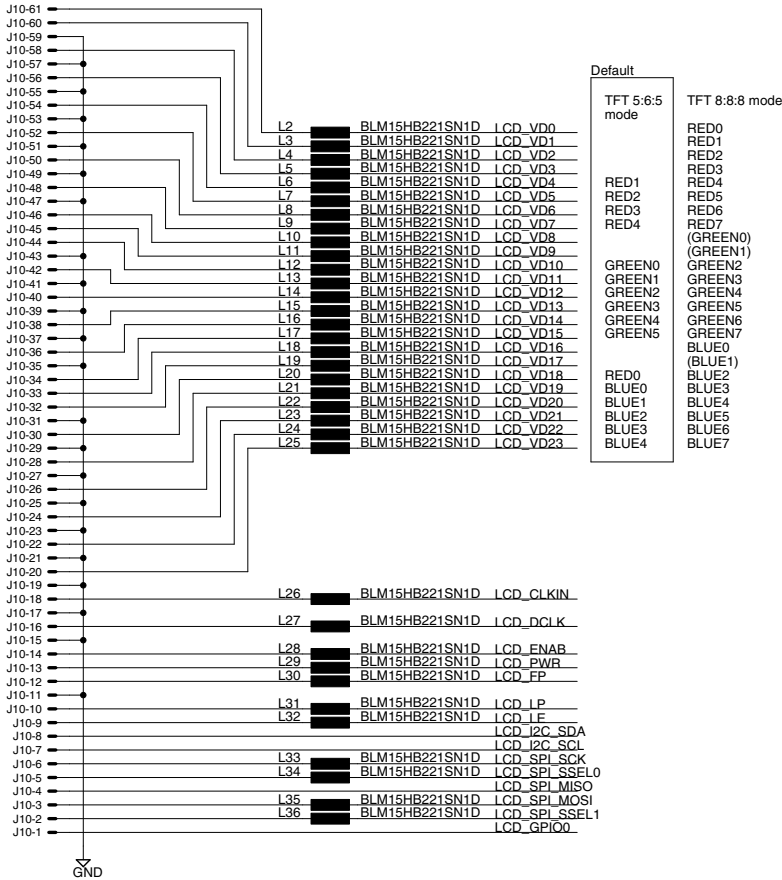 J10-61
J10-60
J10-59
J10-58
J10-57
J10-56
J10-55
J10-54
J10-53
J10-52
J10-51
J10-50
J10-49
J10-48
J10-47
J10-46
J10-45
J10-44
J10-43
J10-42
J10-41
J10-40
J10-39
J10-38
J10-37
J10-36
J10-35
J10-34
J10-33
J10-32
J10-31
J10-30
J10-29
J10-28
J10-27
J10-26
J10-25
J10-24
J10-23
J10-22
J10-21
J10-20
J10-19
J10-18
J10-17
J10-16
J10-15
J10-14
J10-13
J10-12
J10-11
J10-10
J10-9
J10-8
J10-7
J10-6
J10-5
J10-4
J10-3
J10-2
J10-1
GND
Default
TFT 5:6:5 mode TFT 8:8:8 mode
L2 BLM15HB221SN1D LCD_VD0 RED0
L3 BLM15HB221SN1D LCD_VD1 RED1
L4 BLM15HB221SN1D LCD_VD2 RED2
L5 BLM15HB221SN1D LCD_VD3 RED3
L6 BLM15HB221SN1D LCD_VD4 RED1 RED4
L7 BLM15HB221SN1D LCD_VD5 RED2 RED5
L8 BLM15HB221SN1D LCD_VD6 RED3 RED6
L9 BLM15HB221SN1D LCD_VD7 RED4 RED7
L10 BLM15HB221SN1D LCD_VD8 (GREEN0)
L11 BLM15HB221SN1D LCD_VD9 (GREEN1)
L12 BLM15HB221SN1D LCD_VD10 GREEN0 GREEN2
L13 BLM15HB221SN1D LCD_VD11 GREEN1 GREEN3
L14 BLM15HB221SN1D LCD_VD12 GREEN2 GREEN4
L15 BLM15HB221SN1D LCD_VD13 GREEN3 GREEN5
L16 BLM15HB221SN1D LCD_VD14 GREEN4 GREEN6
L17 BLM15HB221SN1D LCD_VD15 GREEN5 GREEN7
L18 BLM15HB221SN1D LCD_VD16 BLUE0
L19 BLM15HB221SN1D LCD_VD17 (BLUE1)
L20 BLM15HB221SN1D LCD_VD18 RED0 BLUE2
L21 BLM15HB221SN1D LCD_VD19 BLUE0 BLUE3
L22 BLM15HB221SN1D LCD_VD20 BLUE1 BLUE4
L23 BLM15HB221SN1D LCD_VD21 BLUE2 BLUE5
L24 BLM15HB221SN1D LCD_VD22 BLUE3 BLUE6
L25 BLM15HB221SN1D LCD_VD23 BLUE4 BLUE7
L26 BLM15HB221SN1D LCD_CLKIN
L27 BLM15HB221SN1D LCD_DCLK
L28 BLM15HB221SN1D LCD_ENAB
L29 BLM15HB221SN1D LCD_PWR
L30 BLM15HB221SN1D LCD_FP
L31 BLM15HB221SN1D LCD_LP
L32 BLM15HB221SN1D LCD_LE
LCD_I2C_SDA
LCD_I2C_SCL
L33 BLM15HB221SN1D LCD_SPI_SCK
L34 BLM15HB221SN1D LCD_SPI_SSEL0
LCD_SPI_MISO
L35 BLM15HB221SN1D LCD_SPI_MOSI
L36 BLM15HB221SN1D LCD_SPI_SSEL1
LCD_GPIO0